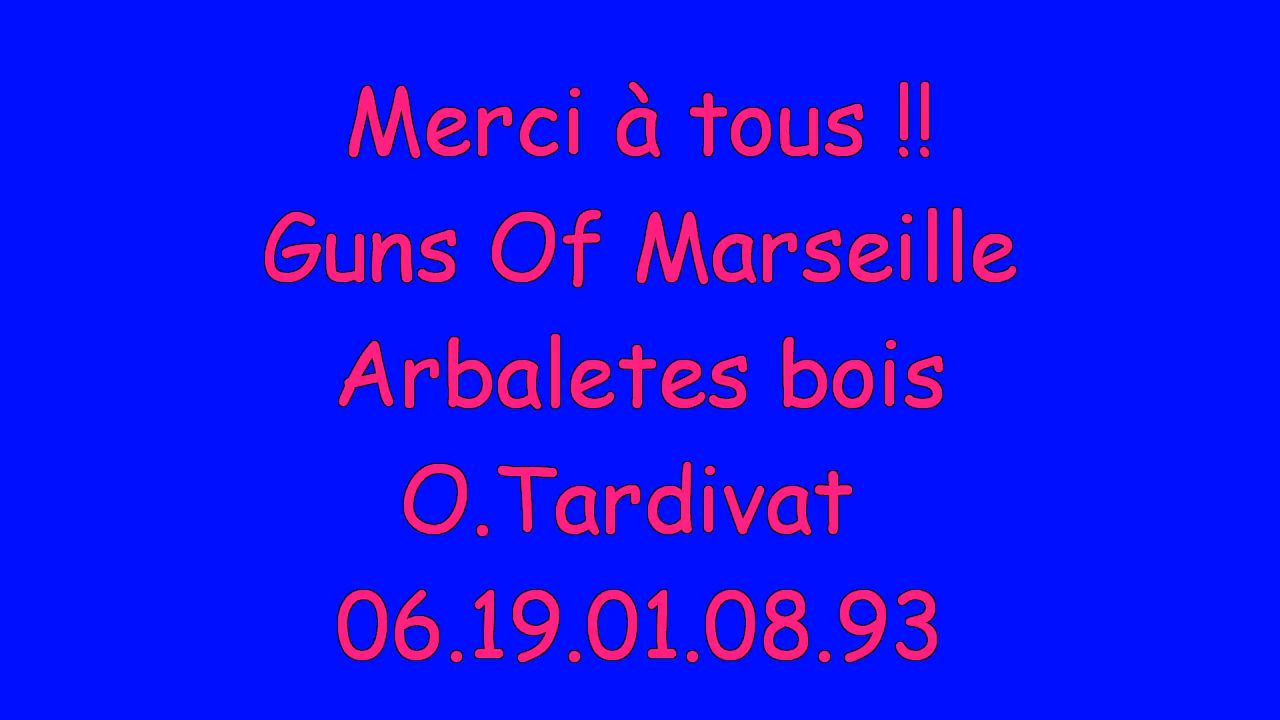 Merci à tous !!
Guns Of Marseille
Arbaletes bois
O.Tardivat
06.19.01.08.93